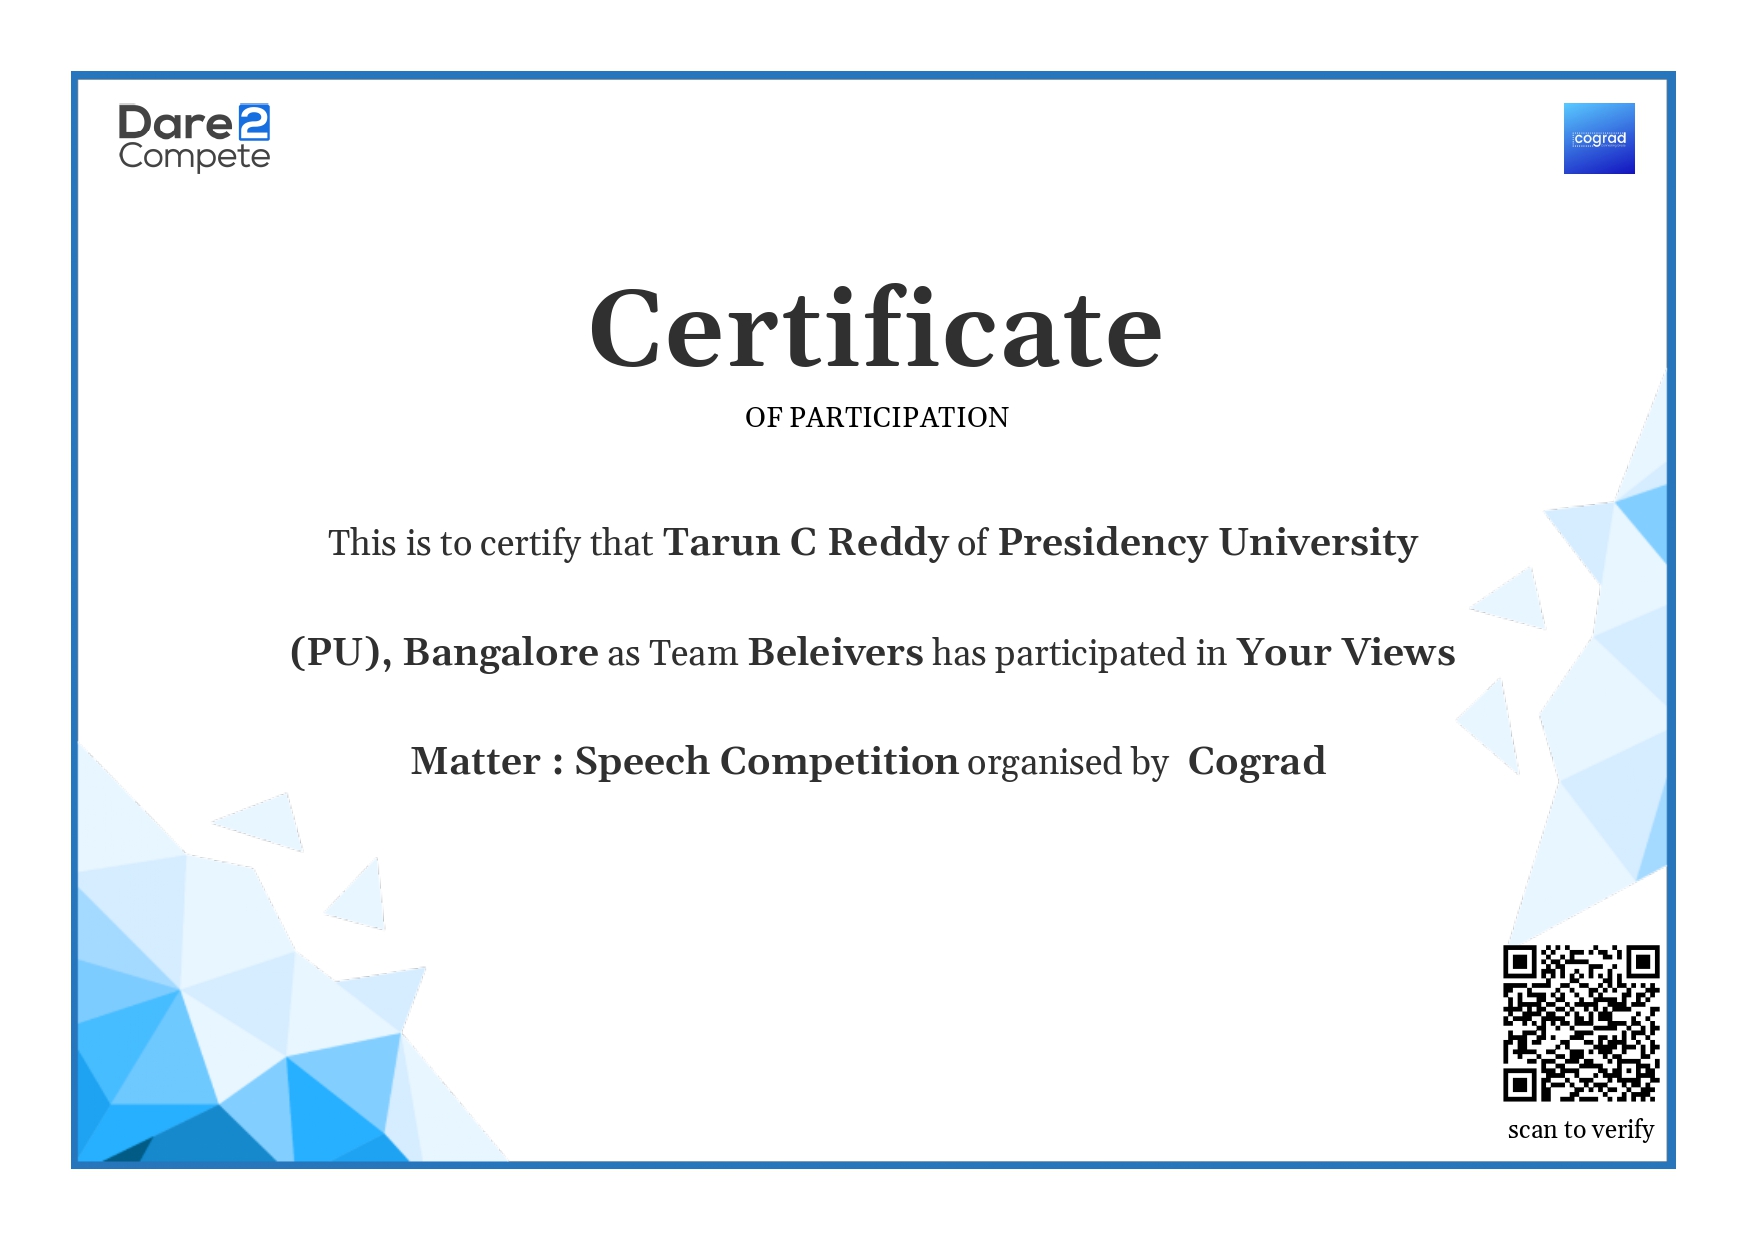 Dare2
Compete
cograd
Certificate
OF PARTICIPATION
This is to certify that Tarun C Reddy of Presidency University
(PU), Bangalore as Team Beleivers has participated in Your Views
Matter : Speech Competition organised by Cograd
scan to verify